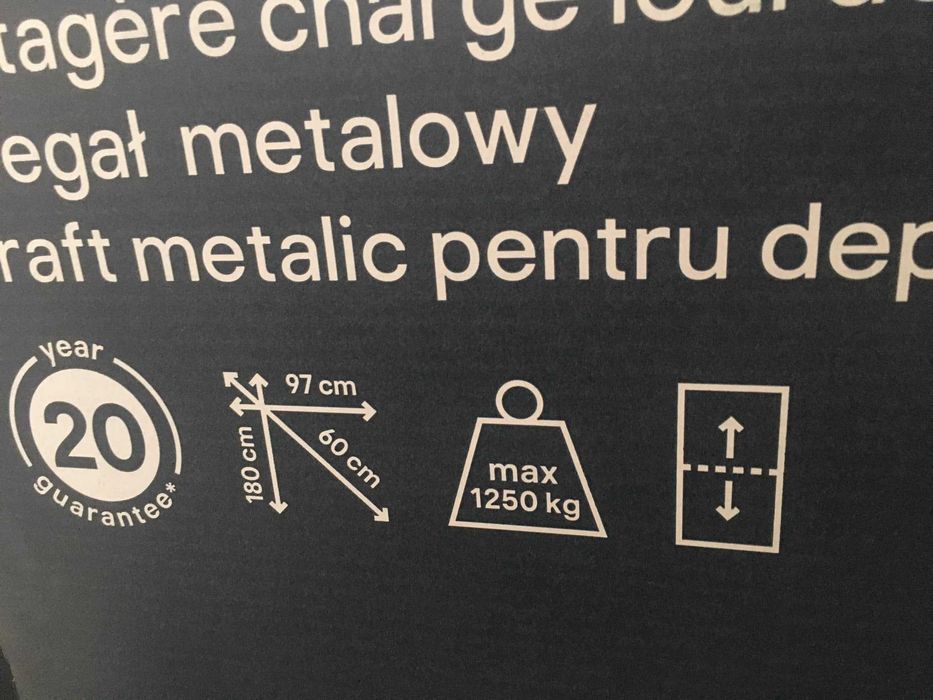 tagère charge lourde
egał metalowy
raft metalic pentru dep
year
20
guarantee*
97 cm
180 cm
60 cm
max
1250 kg